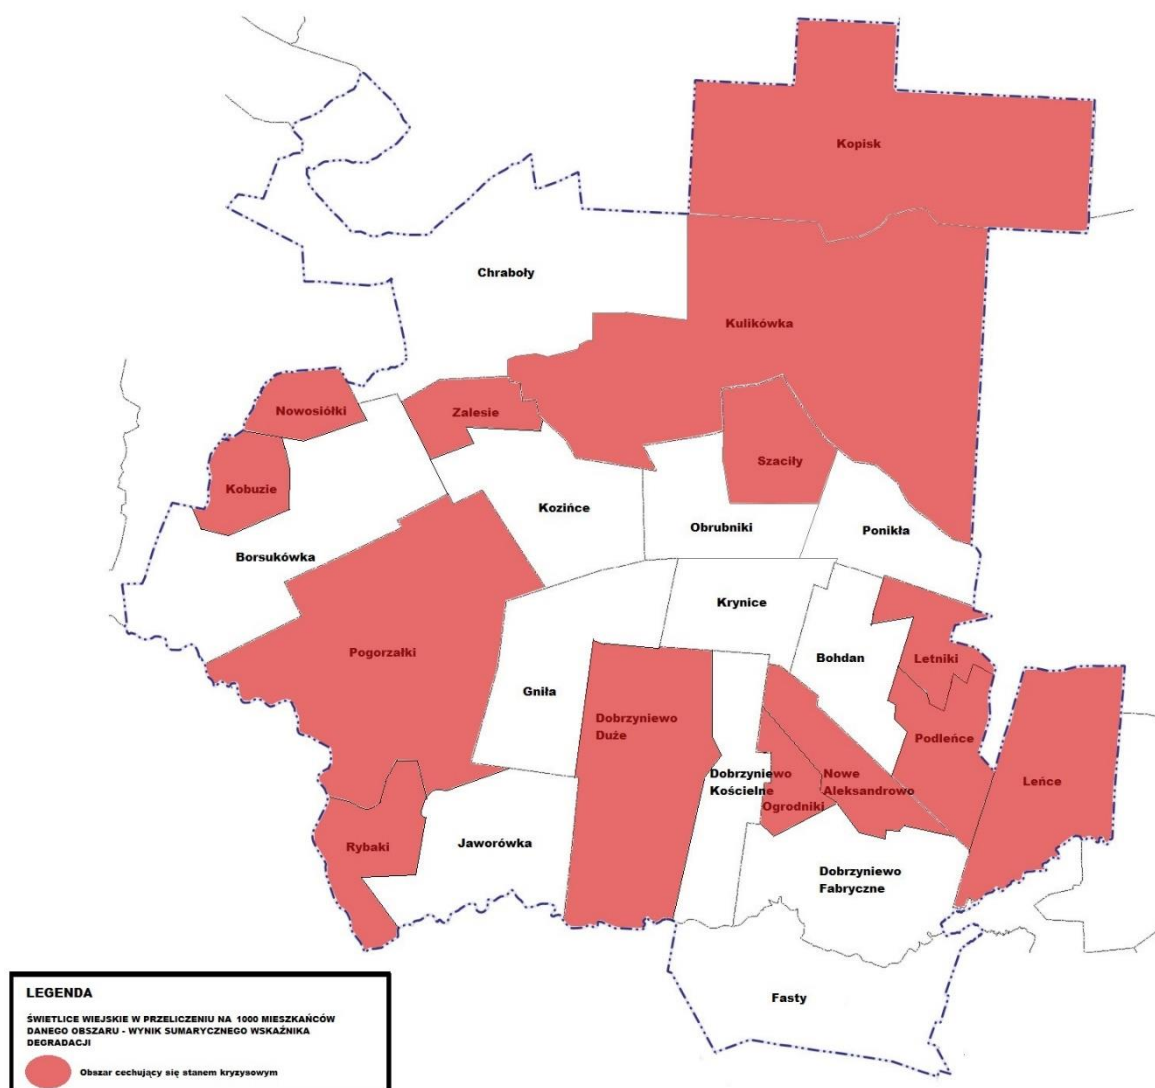 Kopisk
Chraboły
Kulikówka
Nowosiółki
Zalesie
Szaciły
Kobuzie
Kozińce
Obrubniki
Ponikła
Borsukówka
Krynice
Pogorzałki
Bohdan
Letniki
Gniła
Dobrzyniewo
Duże
Podleńce
Dobrzyniewo
Kościelne
Nowe
Aleksandrowo
Leńce
Ogrodniki
Rybaki
Jaworówka
Dobrzyniewo
Fabryczne
Fasty
LEGENDA
ŚWIETLICE WIEJSKIE W PRZELICZENIU NA 1000 MIESZKAŃCÓW
DANEGO OBSZARU - WYNIK SUMARYCZNEGO WSKAŹNIKA
DEGRADACJI
Obszar cechujący się stanem kryzysowym